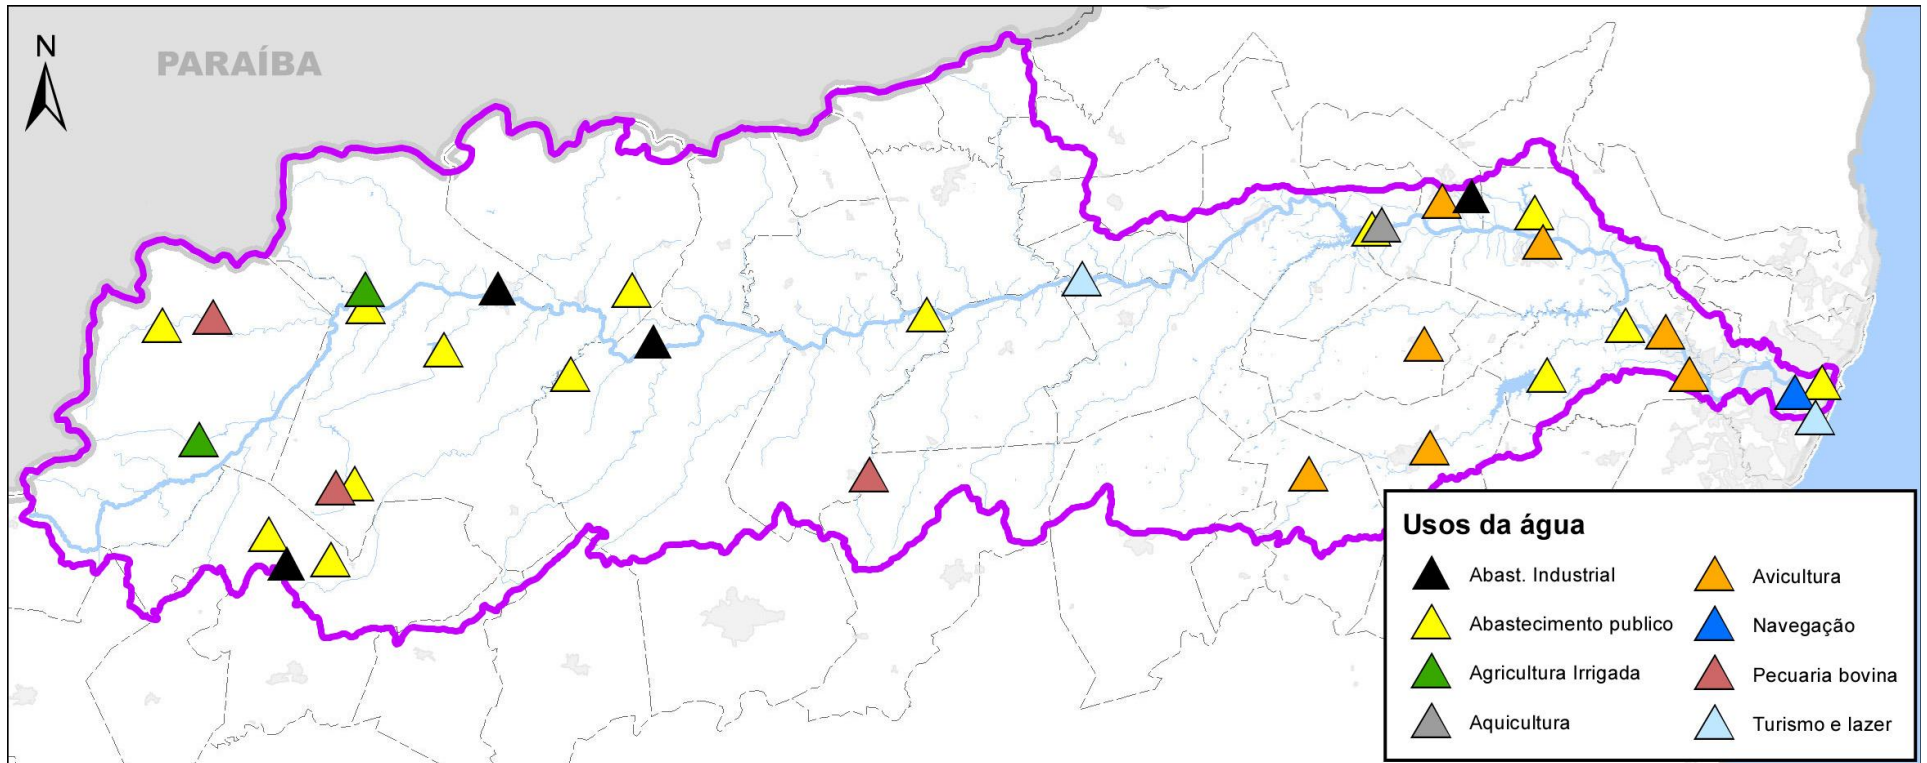 N
PARAÍBA
Usos da água
Abast. Industrial
Abastecimento publico
Agricultura Irrigada
Aquicultura
Avicultura
Navegação
Pecuaria bovina
Turismo e lazer